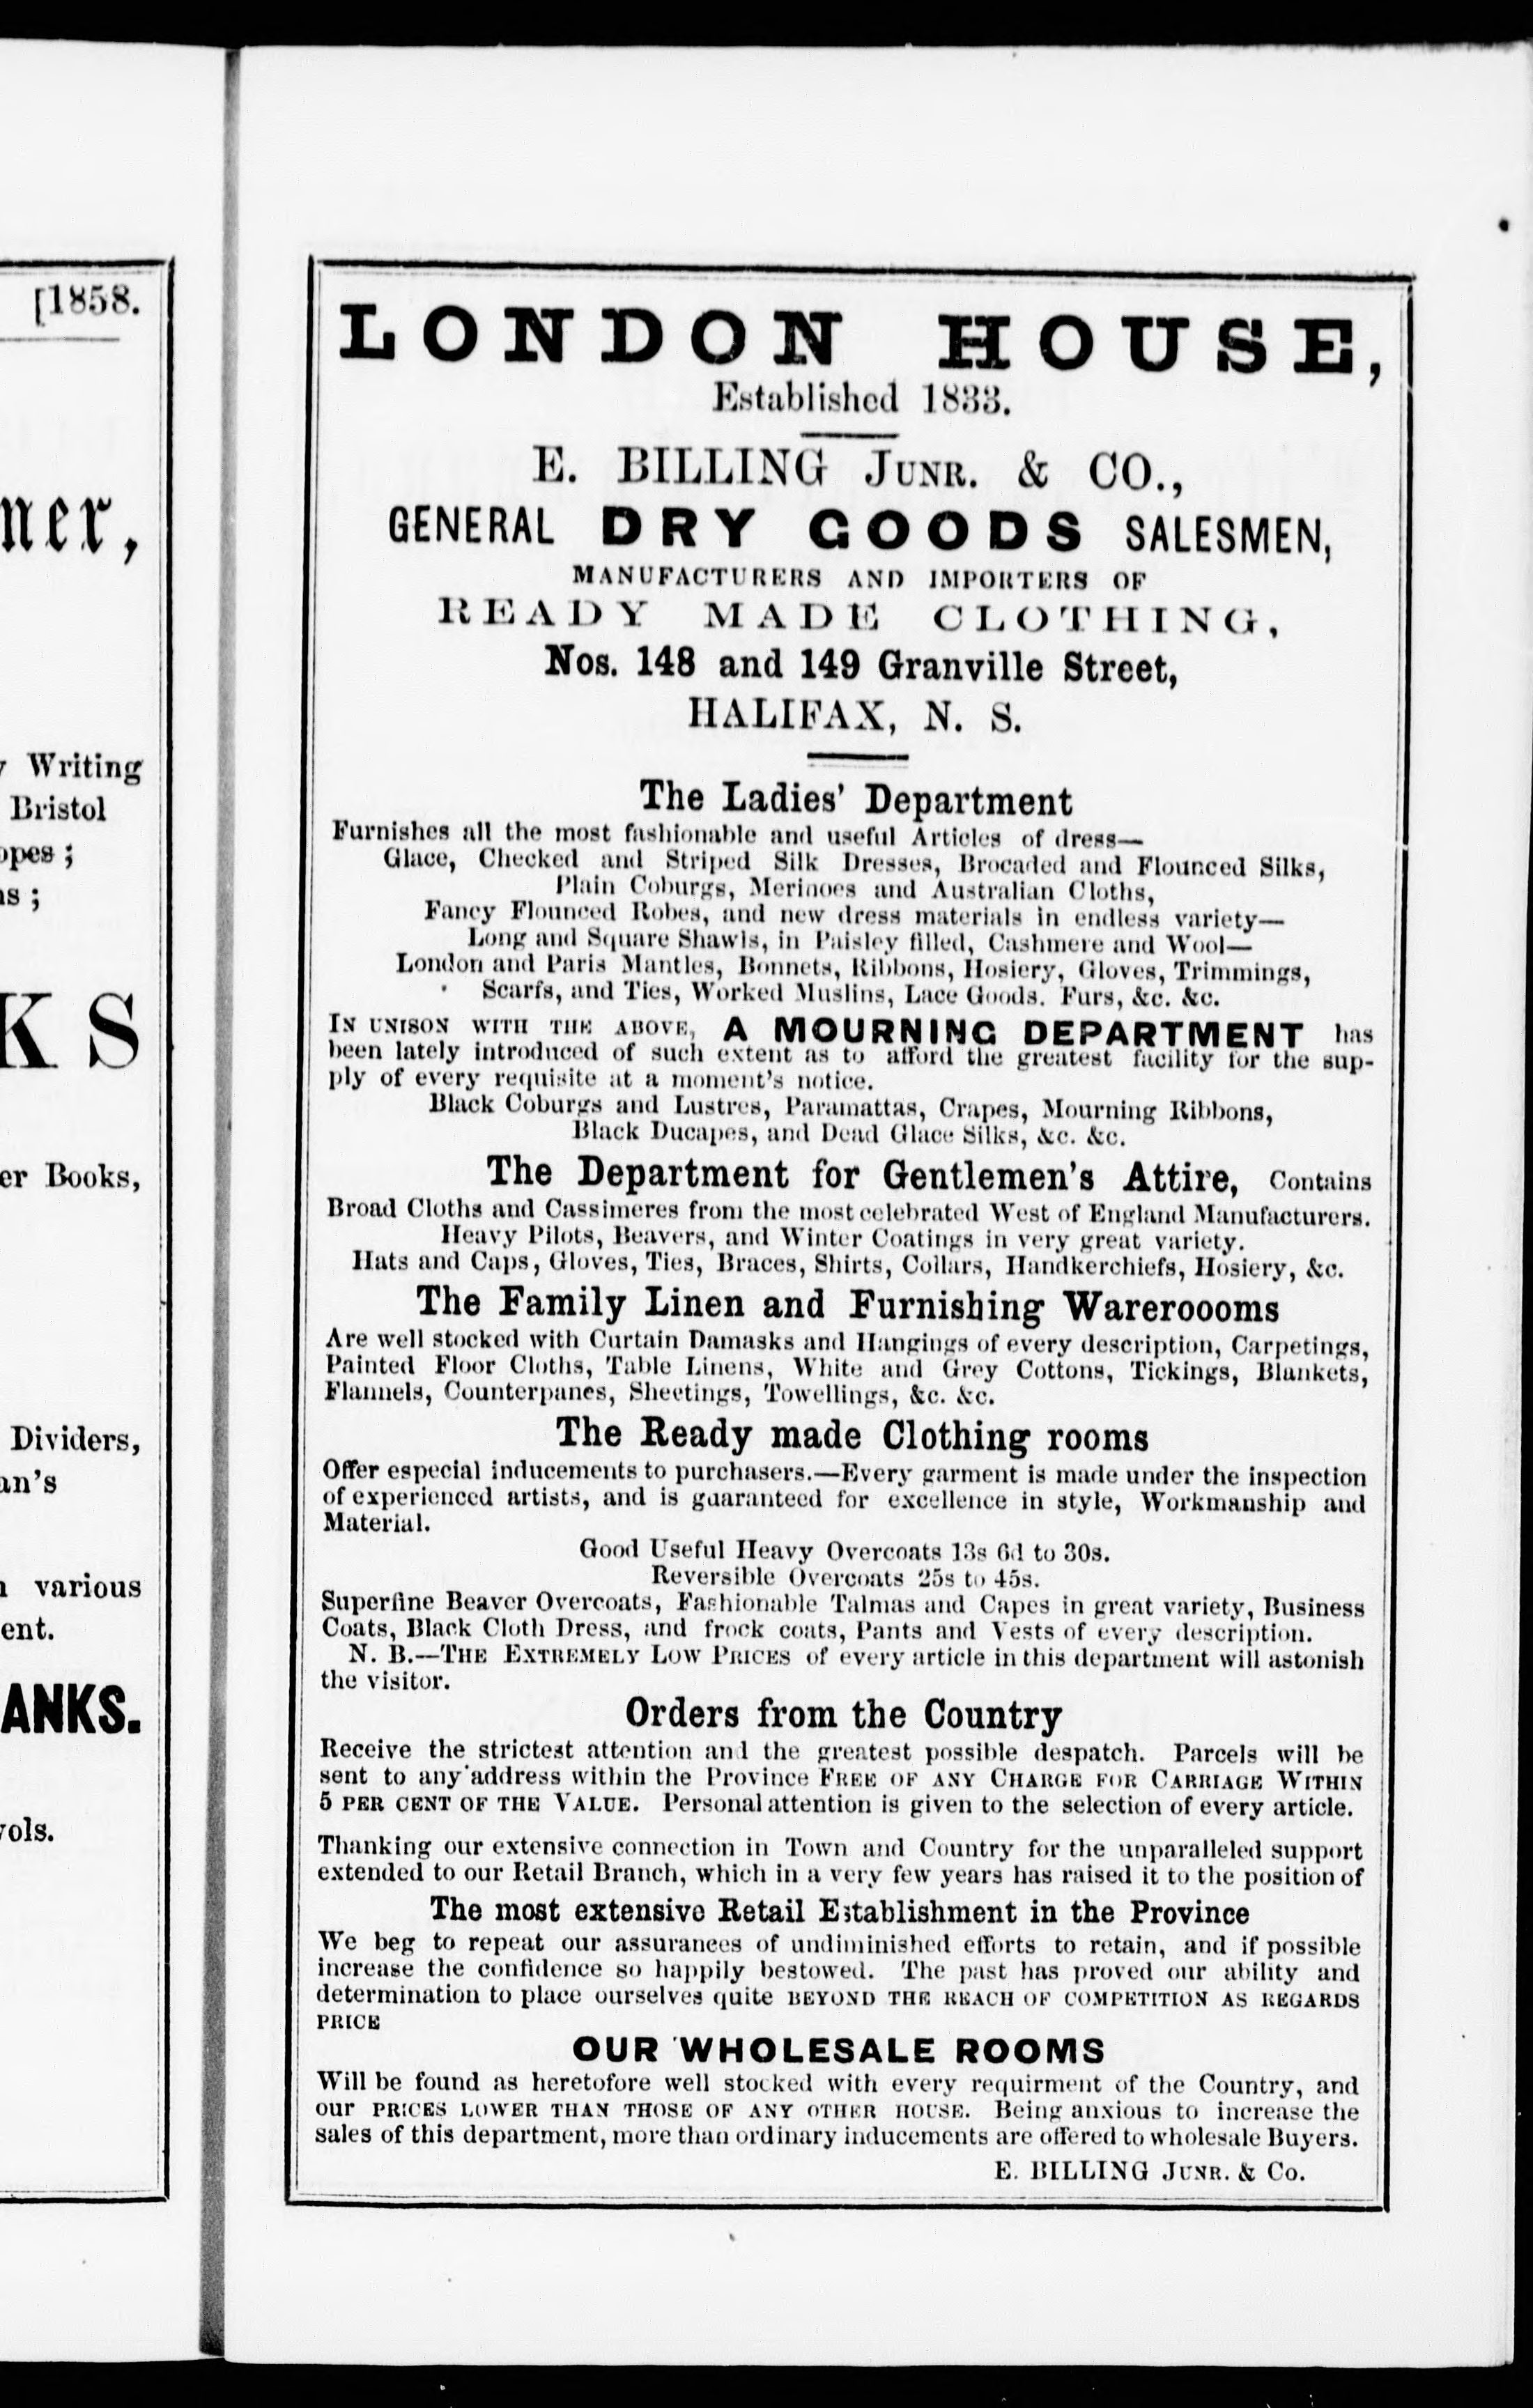 [1858.
ner,
Writing
Bristol
opes ;
ns ;
KS
er Books,
Dividers,
an's
various
ent.
ANKS.
vols.
LONDON HOUSE,
Established 1833.
E. BILLING JUNR. & CO.,
GENERAL DRY GOODS SALESMEN,
MANUFACTURERS AND IMPORTERS OF
READY MADE CLOTHING,
Nos. 148 and 149 Granville Street,
HALIFAX, N. S.
The Ladies' Department
Furnishes all the most fashionable and useful Articles of dress—
Glace, Checked and Striped Silk Dresses, Brocaded and Flounced Silks,
Plain Coburgs, Merinoes and Australian Cloths,
Fancy Flounced Robes, and new dress materials in endless variety—
Long and Square Shawls, in Paisley filled, Cashmere and Wool—
London and Paris Mantles, Bonnets, Ribbons, Hosiery, Gloves, Trimmings,
Scarfs, and Ties, Worked Muslins, Lace Goods. Furs, &c. &c.
IN UNISON WITH THE ABOVE, A MOURNING DEPARTMENT has
been lately introduced of such extent as to afford the greatest facility for the sup-
ply of every requisite at a moment's notice.
Black Coburgs and Lustres, Paramattas, Crapes, Mourning Ribbons,
Black Ducapes, and Dead Glace Silks, &c. &c.
The Department for Gentlemen's Attire, Contains
Broad Cloths and Cassimeres from the most celebrated West of England Manufacturers.
Heavy Pilots, Beavers, and Winter Coatings in very great variety.
Hats and Caps, Gloves, Ties, Braces, Shirts, Collars, Handkerchiefs, Hosiery, &c.
The Family Linen and Furnishing Wareroooms
Are well stocked with Curtain Damasks and Hangings of every description, Carpetings,
Painted Floor Cloths, Table Linens, White and Grey Cottons, Tickings, Blankets,
Flannels, Counterpanes, Sheetings, Towellings, &c. &c.
The Ready made Clothing rooms
Offer especial inducements to purchasers.—Every garment is made under the inspection
of experienced artists, and is guaranteed for excellence in style, Workmanship and
Material.
Good Useful Heavy Overcoats 13s 6d to 30s.
Reversible Overcoats 25s to 45s.
Superfine Beaver Overcoats, Fashionable Talmas and Capes in great variety, Business
Coats, Black Cloth Dress, and frock coats, Pants and Vests of every description.
N. B.—THE EXTREMELY LOW PRICES of every article in this department will astonish
the visitor.
Orders from the Country
Receive the strictest attention and the greatest possible despatch. Parcels will be
sent to any address within the Province FREE OF ANY CHARGE FOR CARRIAGE WITHIN
5 PER CENT OF THE VALUE. Personal attention is given to the selection of every article.
Thanking our extensive connection in Town and Country for the unparalleled support
extended to our Retail Branch, which in a very few years has raised it to the position of
The most extensive Retail Establishment in the Province
We beg to repeat our assurances of undiminished efforts to retain, and if possible
increase the confidence so happily bestowed. The past has proved our ability and
determination to place ourselves quite BEYOND THE REACH OF COMPETITION AS REGARDS
PRICE
OUR WHOLESALE ROOMS
Will be found as heretofore well stocked with every requirment of the Country, and
our PRICES LOWER THAN THOSE OF ANY OTHER HOUSE. Being anxious to increase the
sales of this department, more than ordinary inducements are offered to wholesale Buyers.
E. BILLING JUNR. & Co.